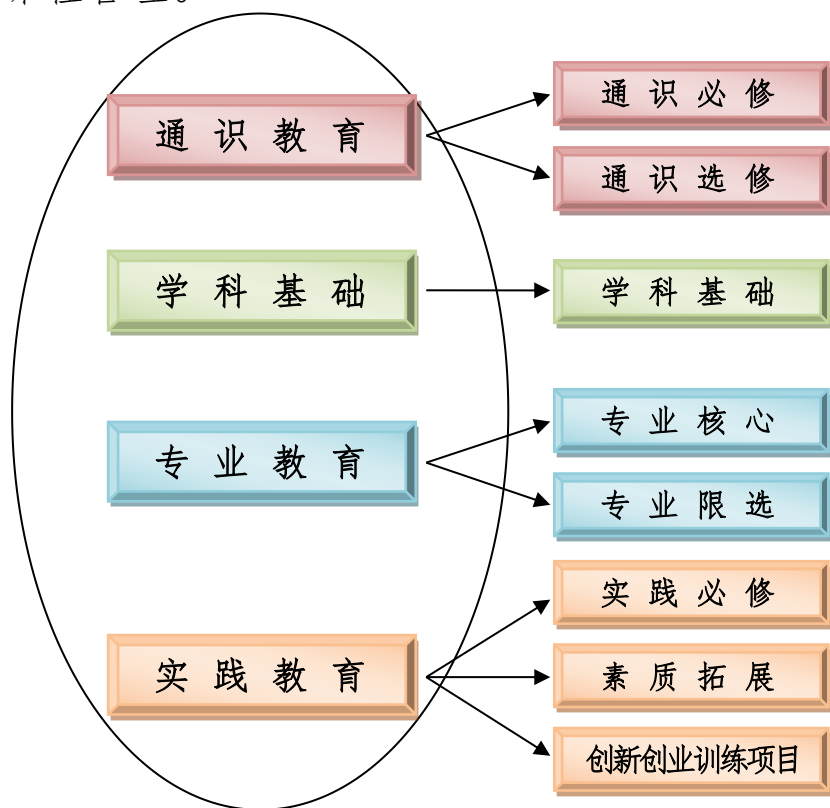 通识教育
通识必修
通识选修
学科基础
学科基础
专业教育
专业核心
专业限选
实践教育
实践必修
素质拓展
创新创业训练项目